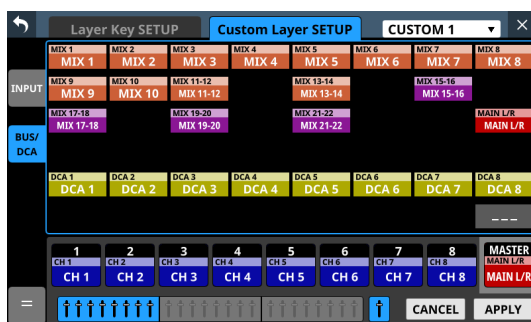 Layer Key SETUP Custom Layer SETUP CUSTOM 1
MIX 1 MIX 2 MIX 3 MIX 4 MIX 5 MIX 6 MIX 7 MIX 8
MIX 1 MIX 2 MIX 3 MIX 4 MIX 5 MIX 6 MIX 7 MIX 8
INPUT
MIX 9 MIX 10 MIX 11-12 MIX 13-14 MIX 15-16
MIX 9 MIX 10 MIX 11-12 MIX 13-14 MIX 15-16
MIX 17-18 MIX 19-20 MIX 21-22 MAIN L/R
MIX 17-18 MIX 19-20 MIX 21-22 MAIN L/R
BUS/
DCA
DCA 1 DCA 2 DCA 3 DCA 4 DCA 5 DCA 6 DCA 7 DCA 8
DCA 1 DCA 2 DCA 3 DCA 4 DCA 5 DCA 6 DCA 7 DCA 8
---
1 2 3 4 5 6 7 8 MASTER
CH 1 CH 2 CH 3 CH 4 CH 5 CH 6 CH 7 CH 8 MAIN L/R
CH 1 CH 2 CH 3 CH 4 CH 5 CH 6 CH 7 CH 8 MAIN L/R
CANCEL APPLY